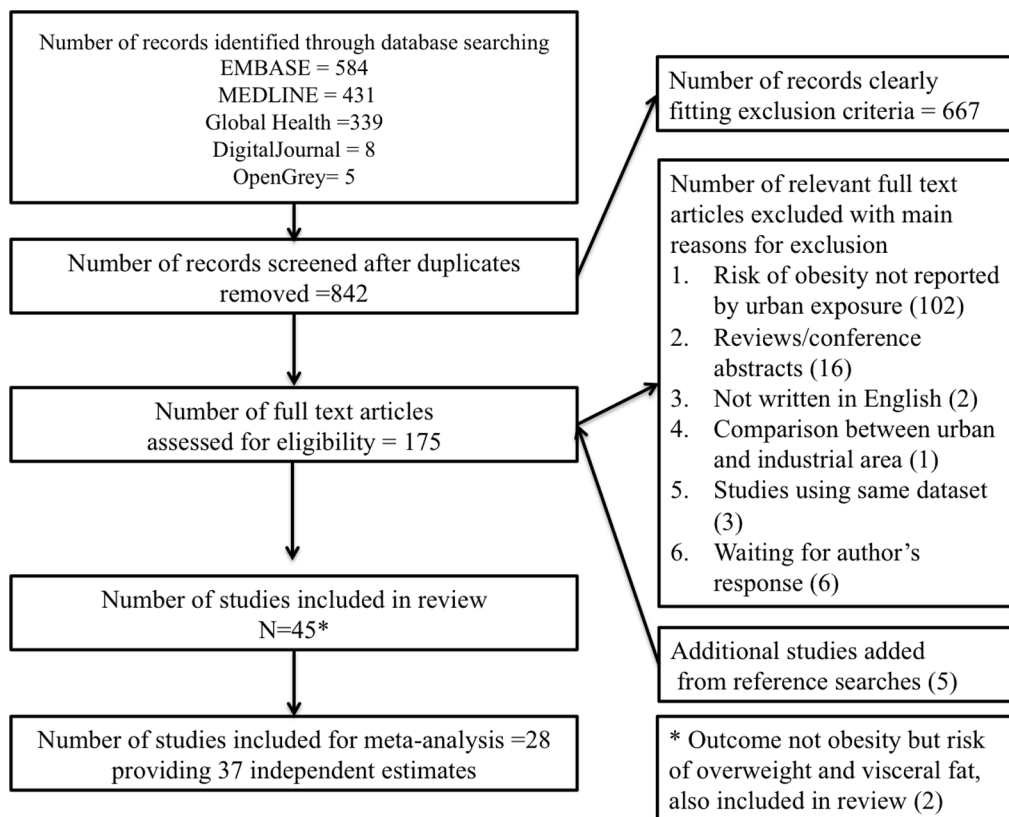 Number of records identified through database searching
EMBASE = 584
MEDLINE = 431
Global Health =339
DigitalJournal = 8
OpenGrey= 5
Number of records clearly
fitting exclusion criteria = 667
Number of records screened after duplicates
removed =842
Number of relevant full text
articles excluded with main
reasons for exclusion
1. Risk of obesity not reported
by urban exposure (102)
2. Reviews/conference
abstracts (16)
3. Not written in English (2)
4. Comparison between urban
and industrial area (1)
5. Studies using same dataset
(3)
6. Waiting for author's
response (6)
Number of full text articles
assessed for eligibility = 175
Number of studies included in review
N=45*
Additional studies added
from reference searches (5)
Number of studies included for meta-analysis =28
providing 37 independent estimates
* Outcome not obesity but risk
of overweight and visceral fat,
also included in review (2)